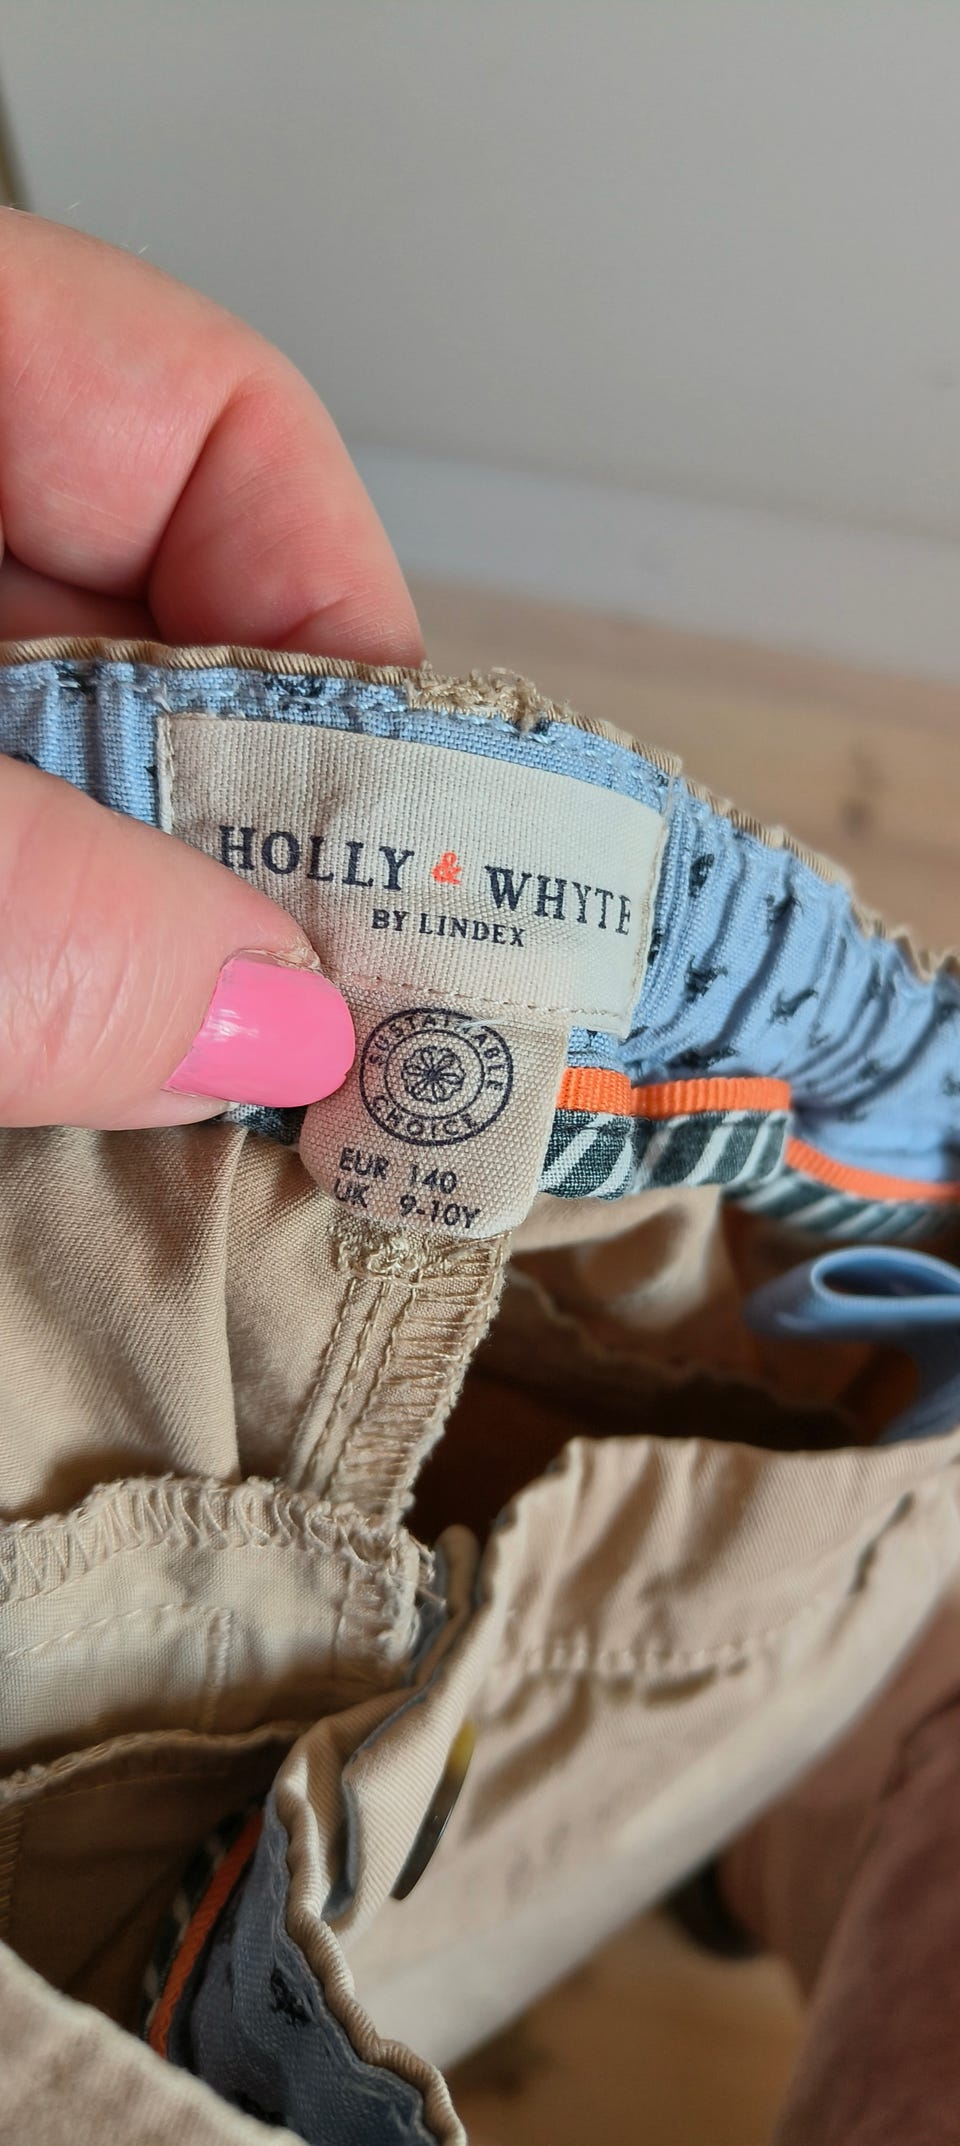 HOLLY & WHYTE
BY LINDEX
SUSTAINABLE
CHOICE
EUR 140
UK 9-10Y